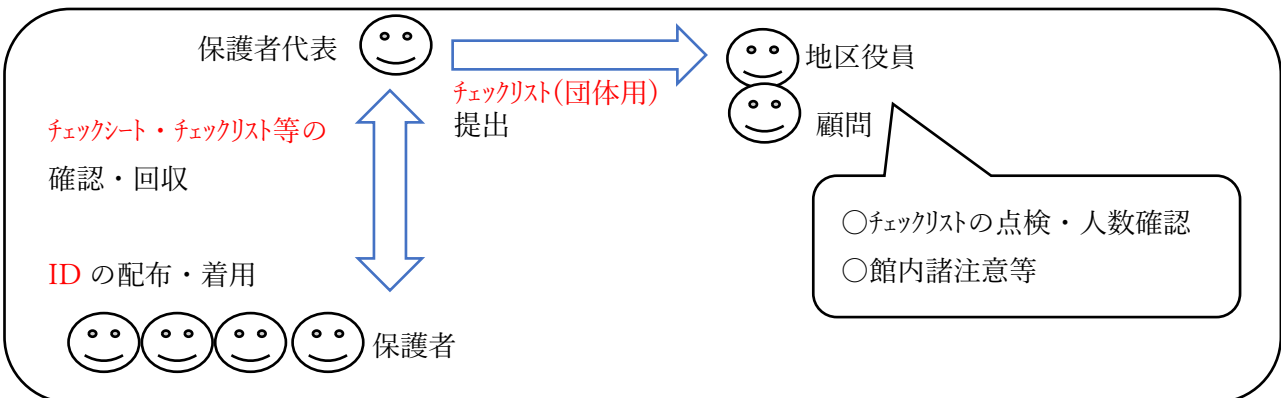 保護者代表
地区役員
顧問
ﾁｪｯｸﾘｽﾄ(団体用)
提出
ﾁｪｯｸｼｰﾄ・ﾁｪｯｸﾘｽﾄ等の
確認・回収
○ﾁｪｯｸﾘｽﾄの点検・人数確認
○館内諸注意等
ID の配布・着用
保護者